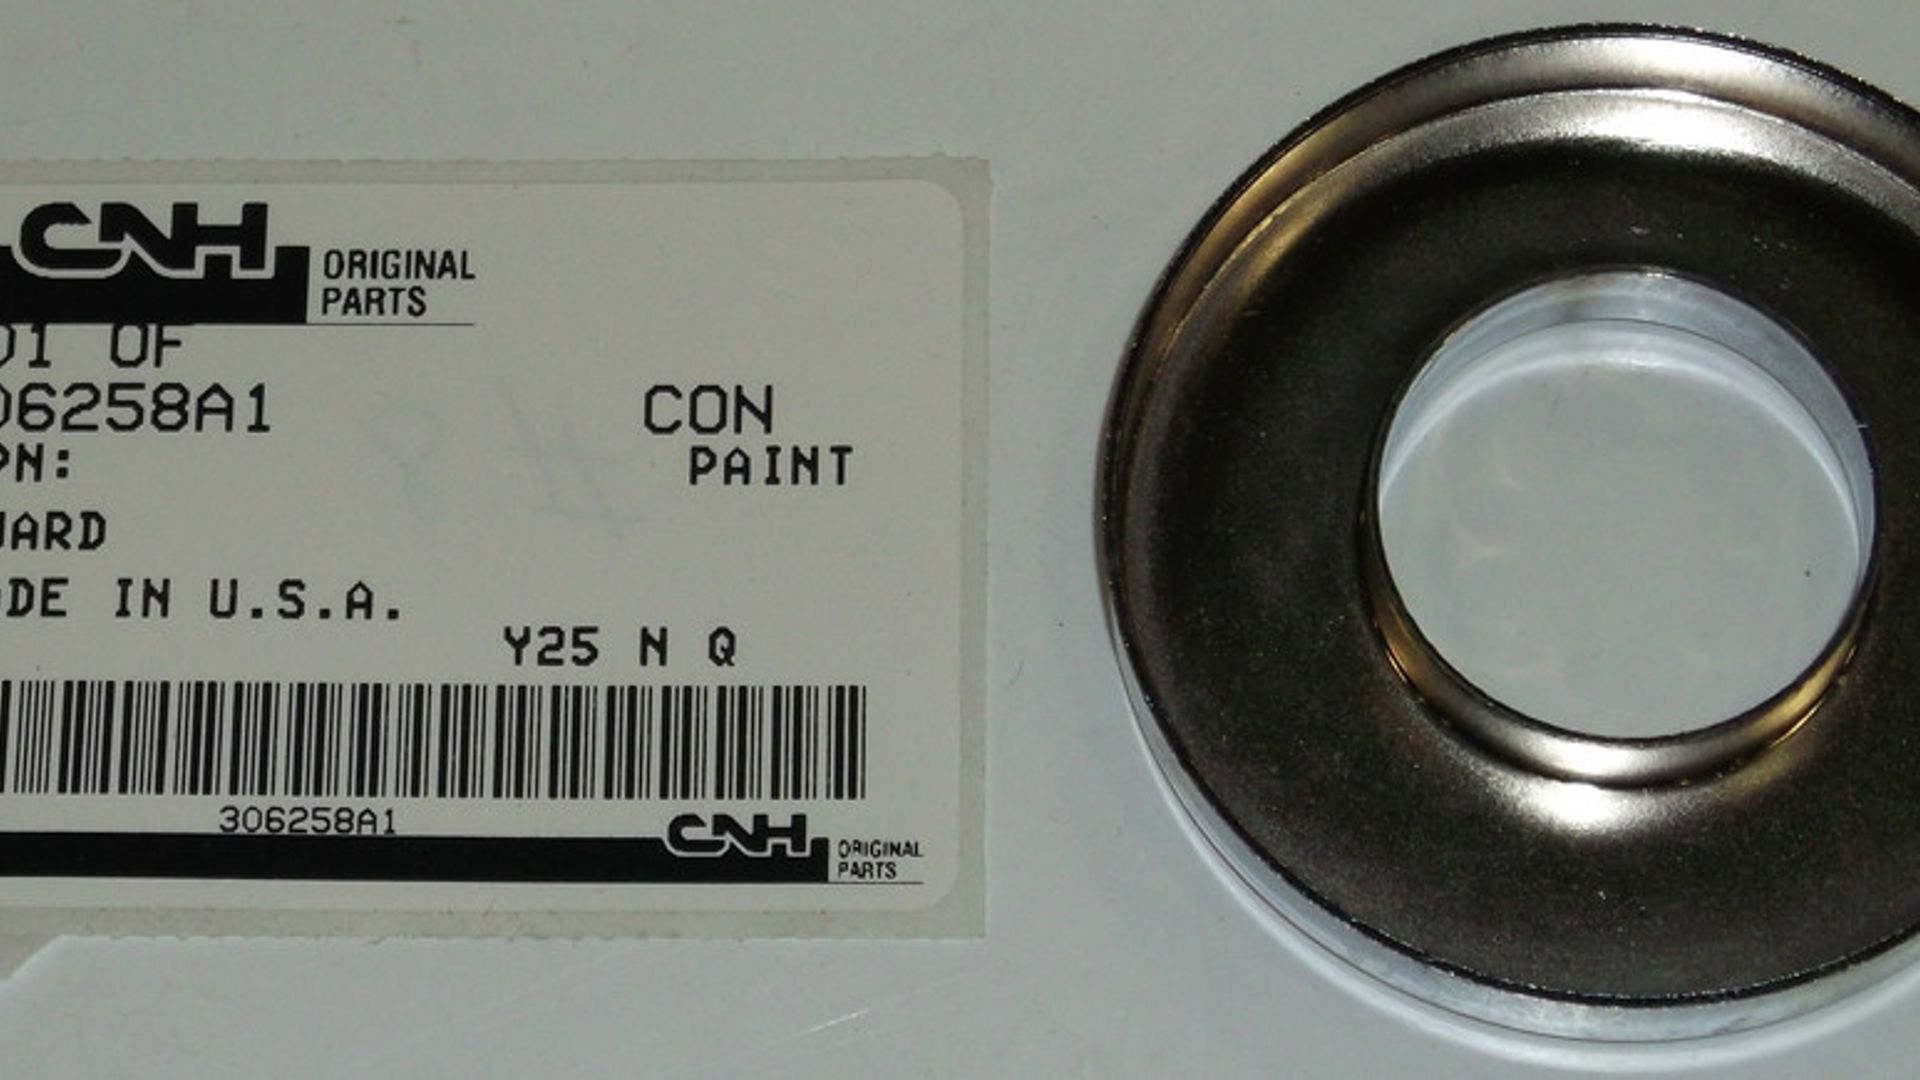 CNH ORIGINAL
PARTS
01 OF
06258A1 CON
PN: PAINT
UARD
DE IN U.S.A.
Y25 N Q
306258A1
CNH ORIGINAL
PARTS